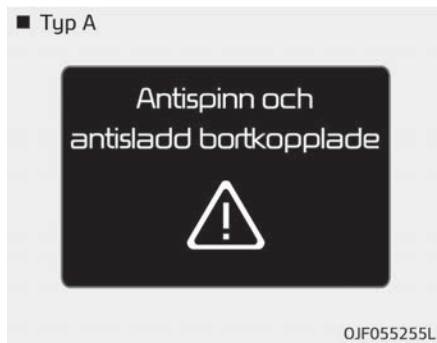 ■ Typ A
Antispinn och
antisladd bortkopplade
OJF055255L